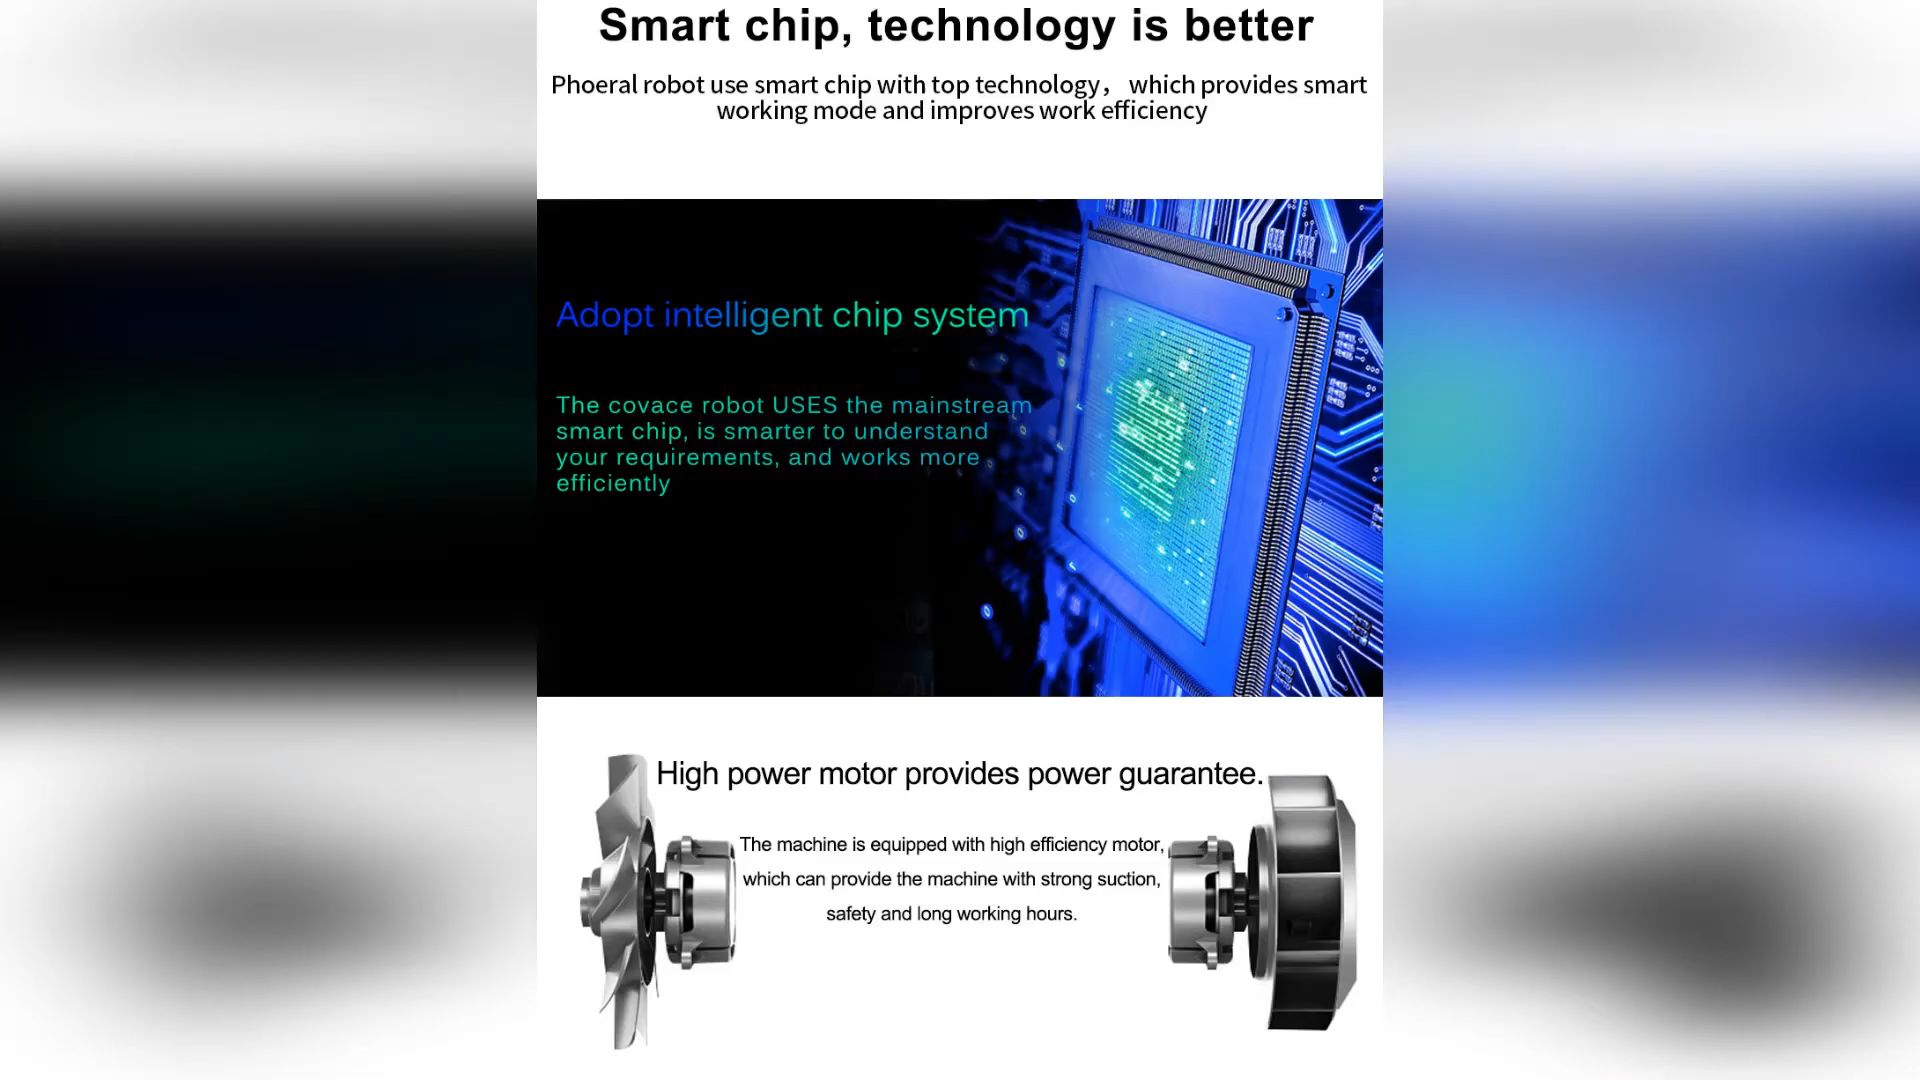 Smart chip, technology is better
Phoeral robot use smart chip with top technology， which provides smart
working mode and improves work efficiency
Adopt intelligent chip system
The covace robot USES the mainstream
smart chip, is smarter to understand
your requirements, and works more
efficiently
High power motor provides power guarantee.
The machine is equipped with high efficiency motor,
which can provide the machine with strong suction,
safety and long working hours.